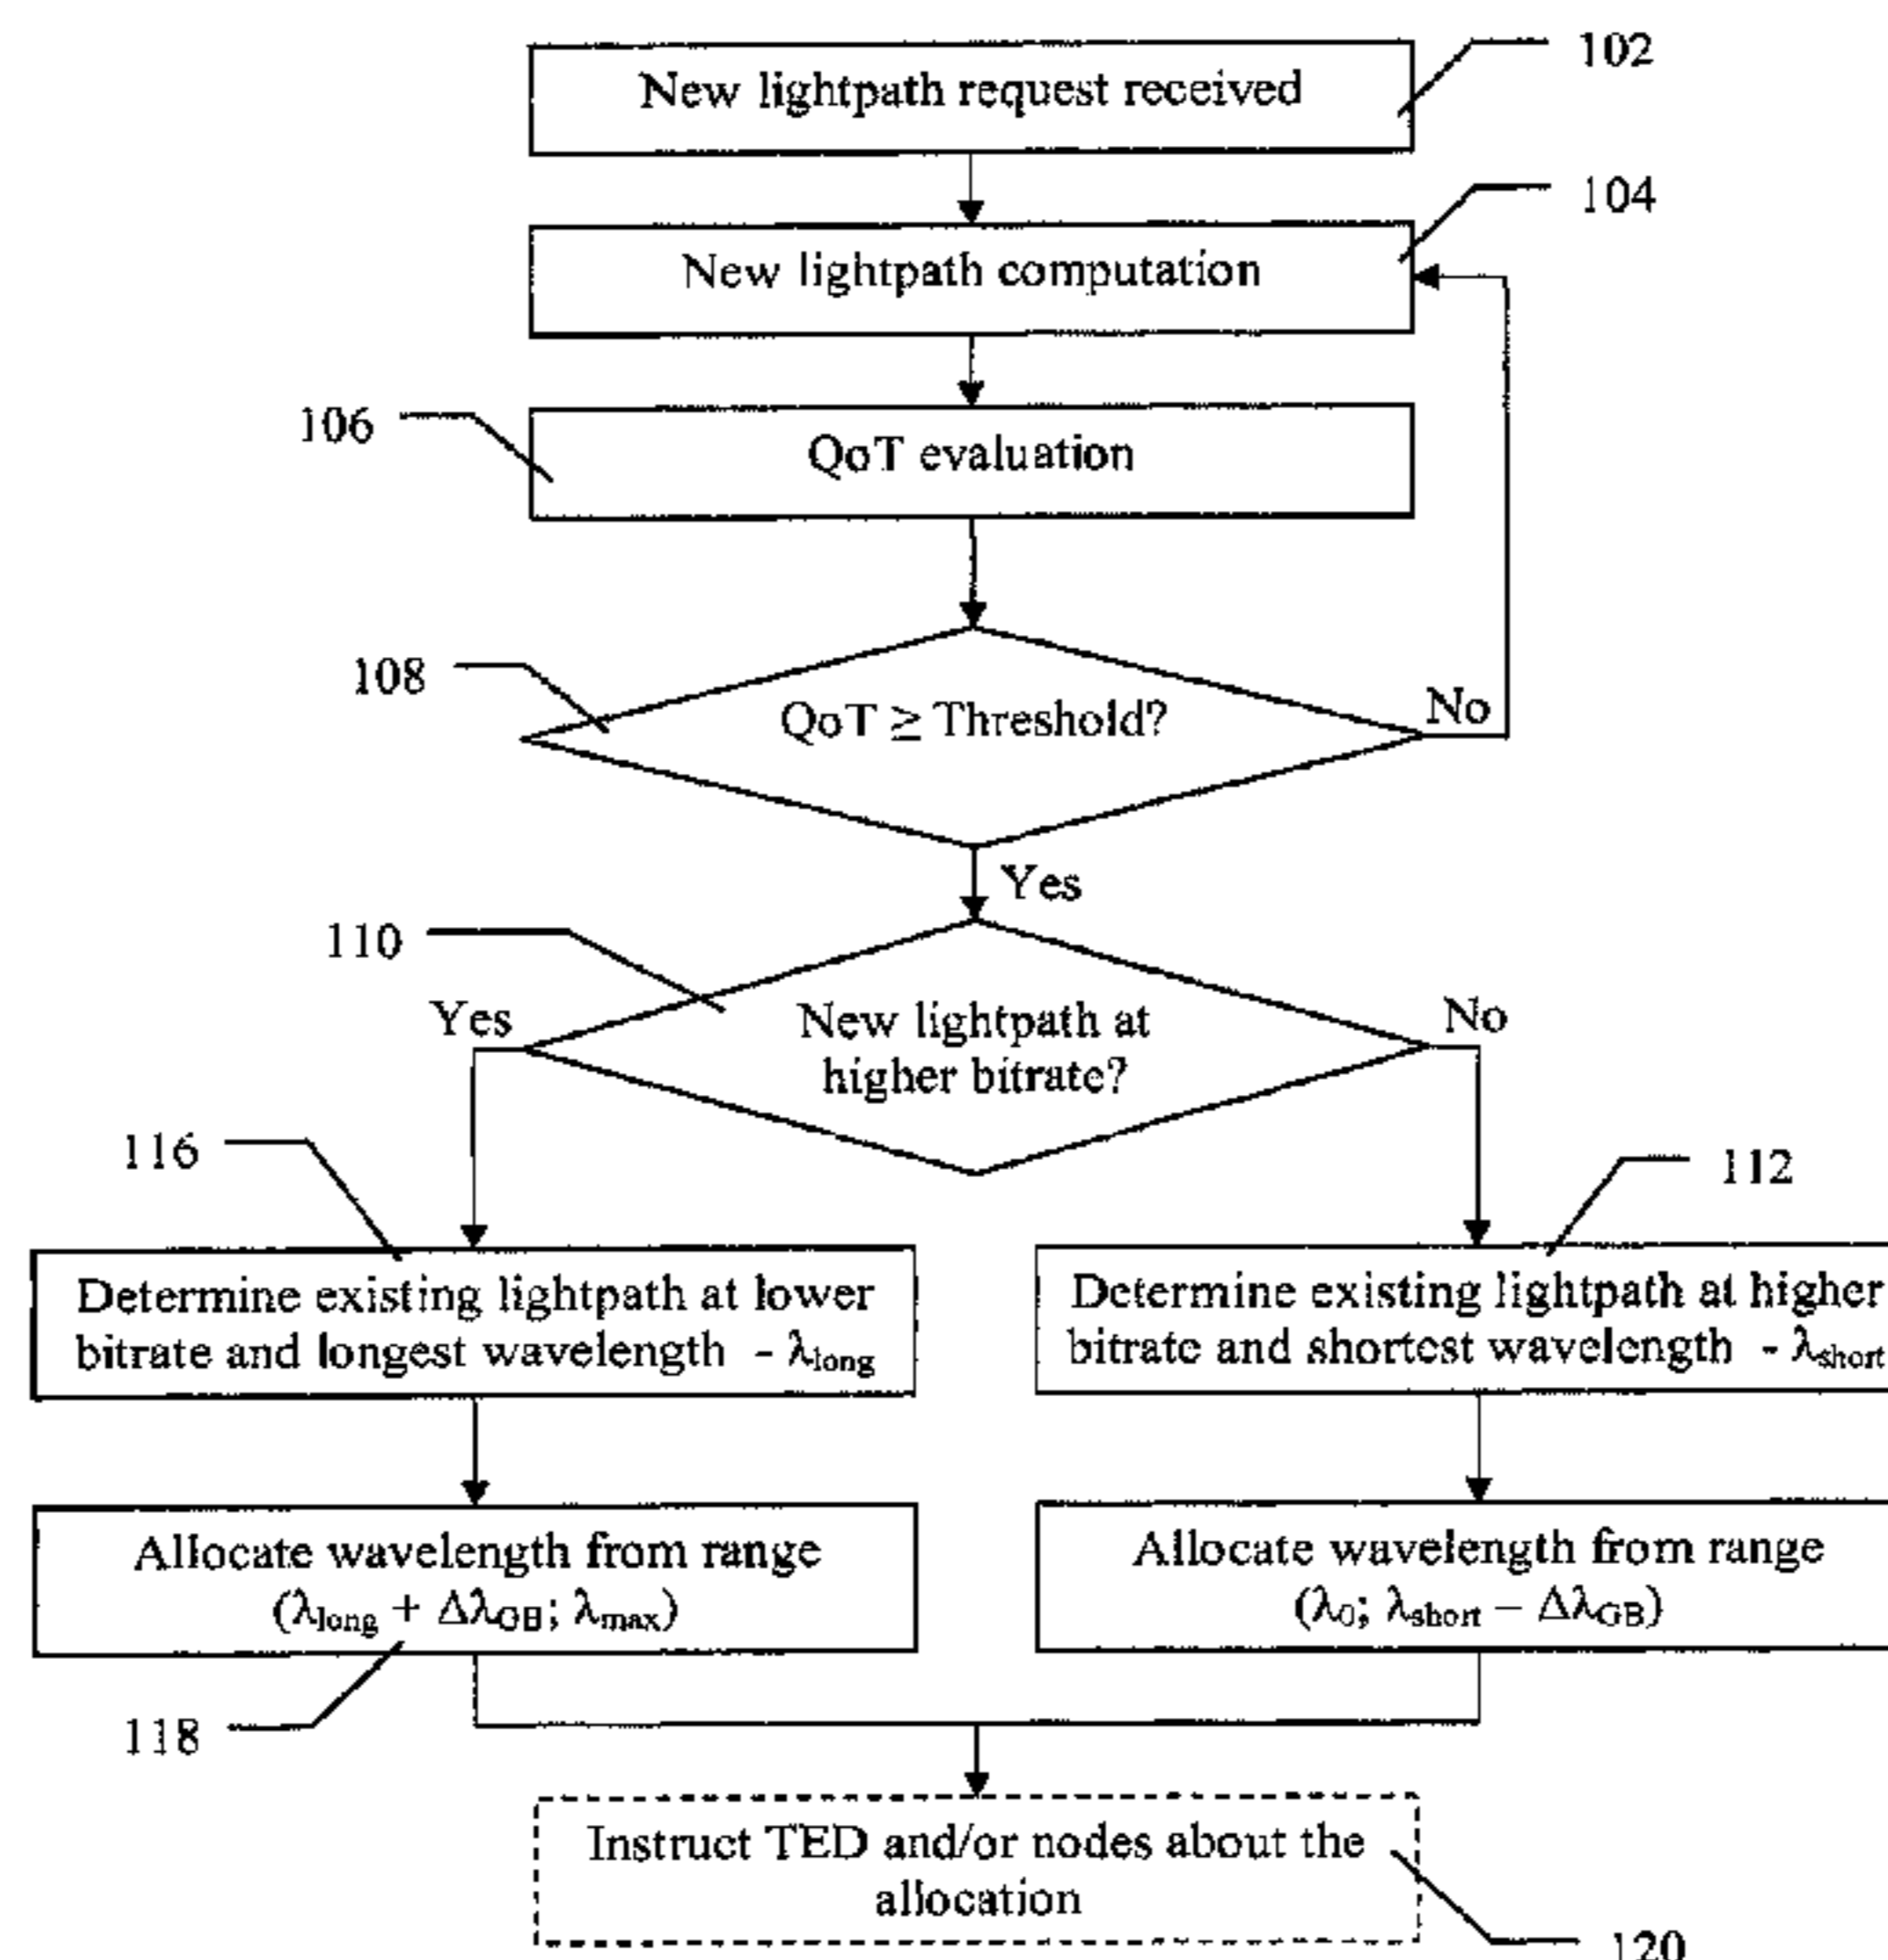 New lightpath request received
102
New lightpath computation
104
QoT evaluation
106
QoT ≥ Threshold?
108
No
Yes
New lightpath at
higher bitrate?
110
Yes
No
116
112
Determine existing lightpath at lower
bitrate and longest wavelength - λlong
Determine existing lightpath at higher
bitrate and shortest wavelength - λshort
Allocate wavelength from range
(λlong + ΔλGB; λmax)
Allocate wavelength from range
(λ0; λshort – ΔλGB)
118
Instruct TED and/or nodes about the
allocation
120